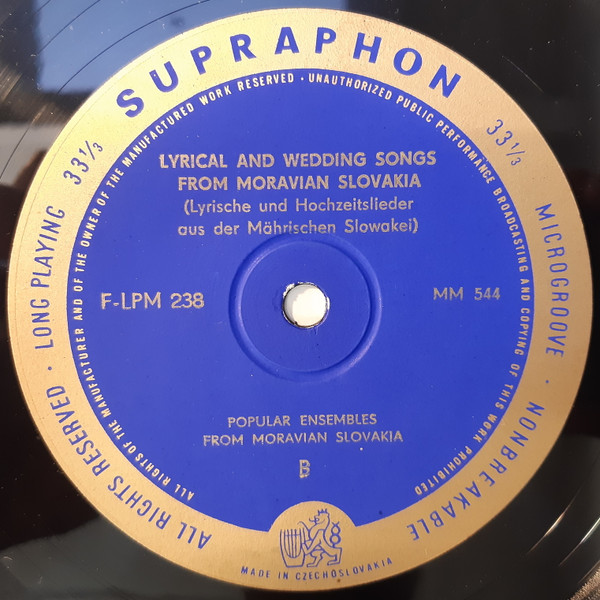 SUPRAPHON
ALL RIGHTS RESERVED · LONG PLAYING 33⅓
33⅓ MICROGROOVE · NONBREAKABLE
ALL RIGHTS OF THE MANUFACTURER AND OF THE OWNER OF THE MANUFACTURED WORK RESERVED · UNAUTHORIZED PUBLIC PERFORMANCE BROADCASTING AND COPYING OF THIS WORK PROHIBITED
LYRICAL AND WEDDING SONGS
FROM MORAVIAN SLOVAKIA
(Lyrische und Hochzeitslieder
aus der Mährischen Slowakei)
F-LPM 238
MM 544
POPULAR ENSEMBLES
FROM MORAVIAN SLOVAKIA
B
MADE IN CZECHOSLOVAKIA